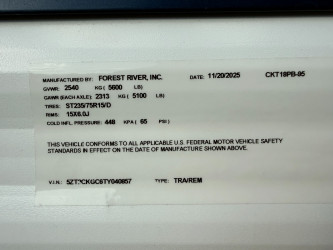 MANUFACTURED BY: FOREST RIVER, INC. DATE: 11/20/2025 CKT18PB-05
GVWR: 2540 KG ( 5600 LB)
GAWR (EACH AXLE): 2313 KG ( 5100 LB)
TIRES: ST235/75R15/D
RIMS: 15X6.0J
COLD INFL. PRESSURE: 448 KPA ( 65 PSI )
THIS VEHICLE CONFORMS TO ALL APPLICABLE U.S. FEDERAL MOTOR VEHICLE SAFETY
STANDARDS IN EFFECT ON THE DATE OF MANUFACTURE SHOWN ABOVE.
V.I.N.: TYPE: TRA/REM